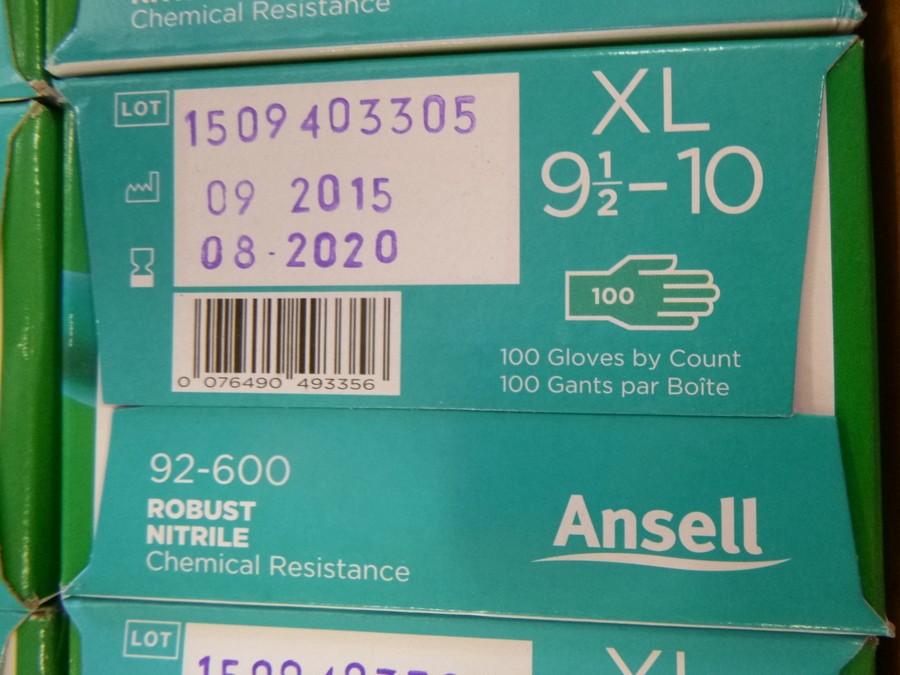 Chemical Resistance
LOT
1509403305
09 2015
08-2020
XL
9½–10
100
100 Gloves by Count
100 Gants par Boîte
0 076490 493356
92-600
ROBUST
NITRILE
Chemical Resistance
Ansell
LOT
XL